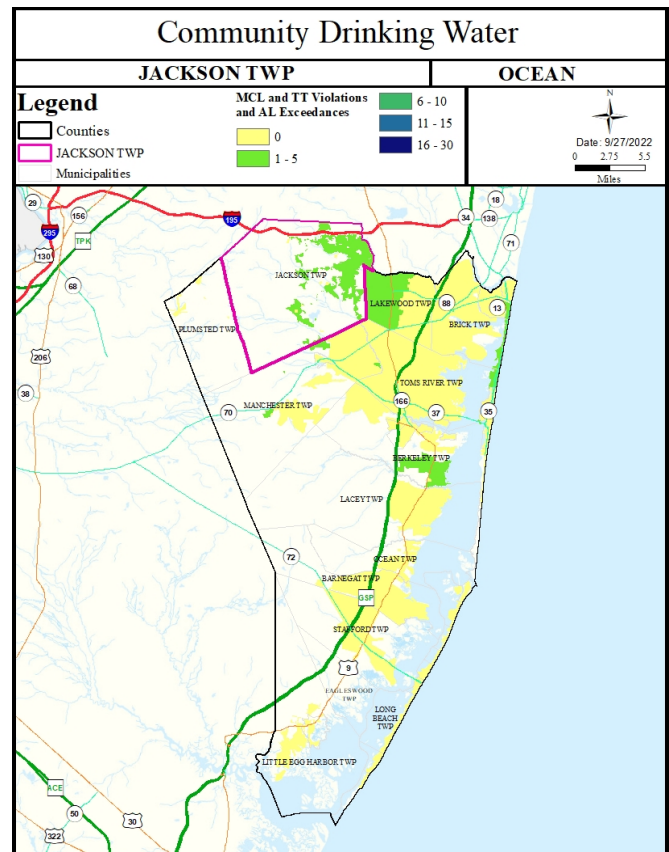 Community Drinking Water
JACKSON TWP
OCEAN
Legend
Counties
JACKSON TWP
Municipalities
MCL and TT Violations
and AL Exceedances
0
1 - 5
6 - 10
11 - 15
16 - 30
N
Date: 9/27/2022
0 2.75 5.5
Miles
29
156
295
TPK
130
68
195
34
18
138
71
JACKSON TWP
LAKEWOOD TWP
88
13
BRICK TWP
PLUMSTED TWP
206
38
TOMS RIVER TWP
70
MANCHESTER TWP
166
37
35
BERKELEY TWP
LACEY TWP
72
OCEAN TWP
BARNEGAT TWP
GSP
STAFFORD TWP
9
EAGLESWOOD
TWP
LONG
BEACH
TWP
LITTLE EGG HARBOR TWP
ACE
50
30
322